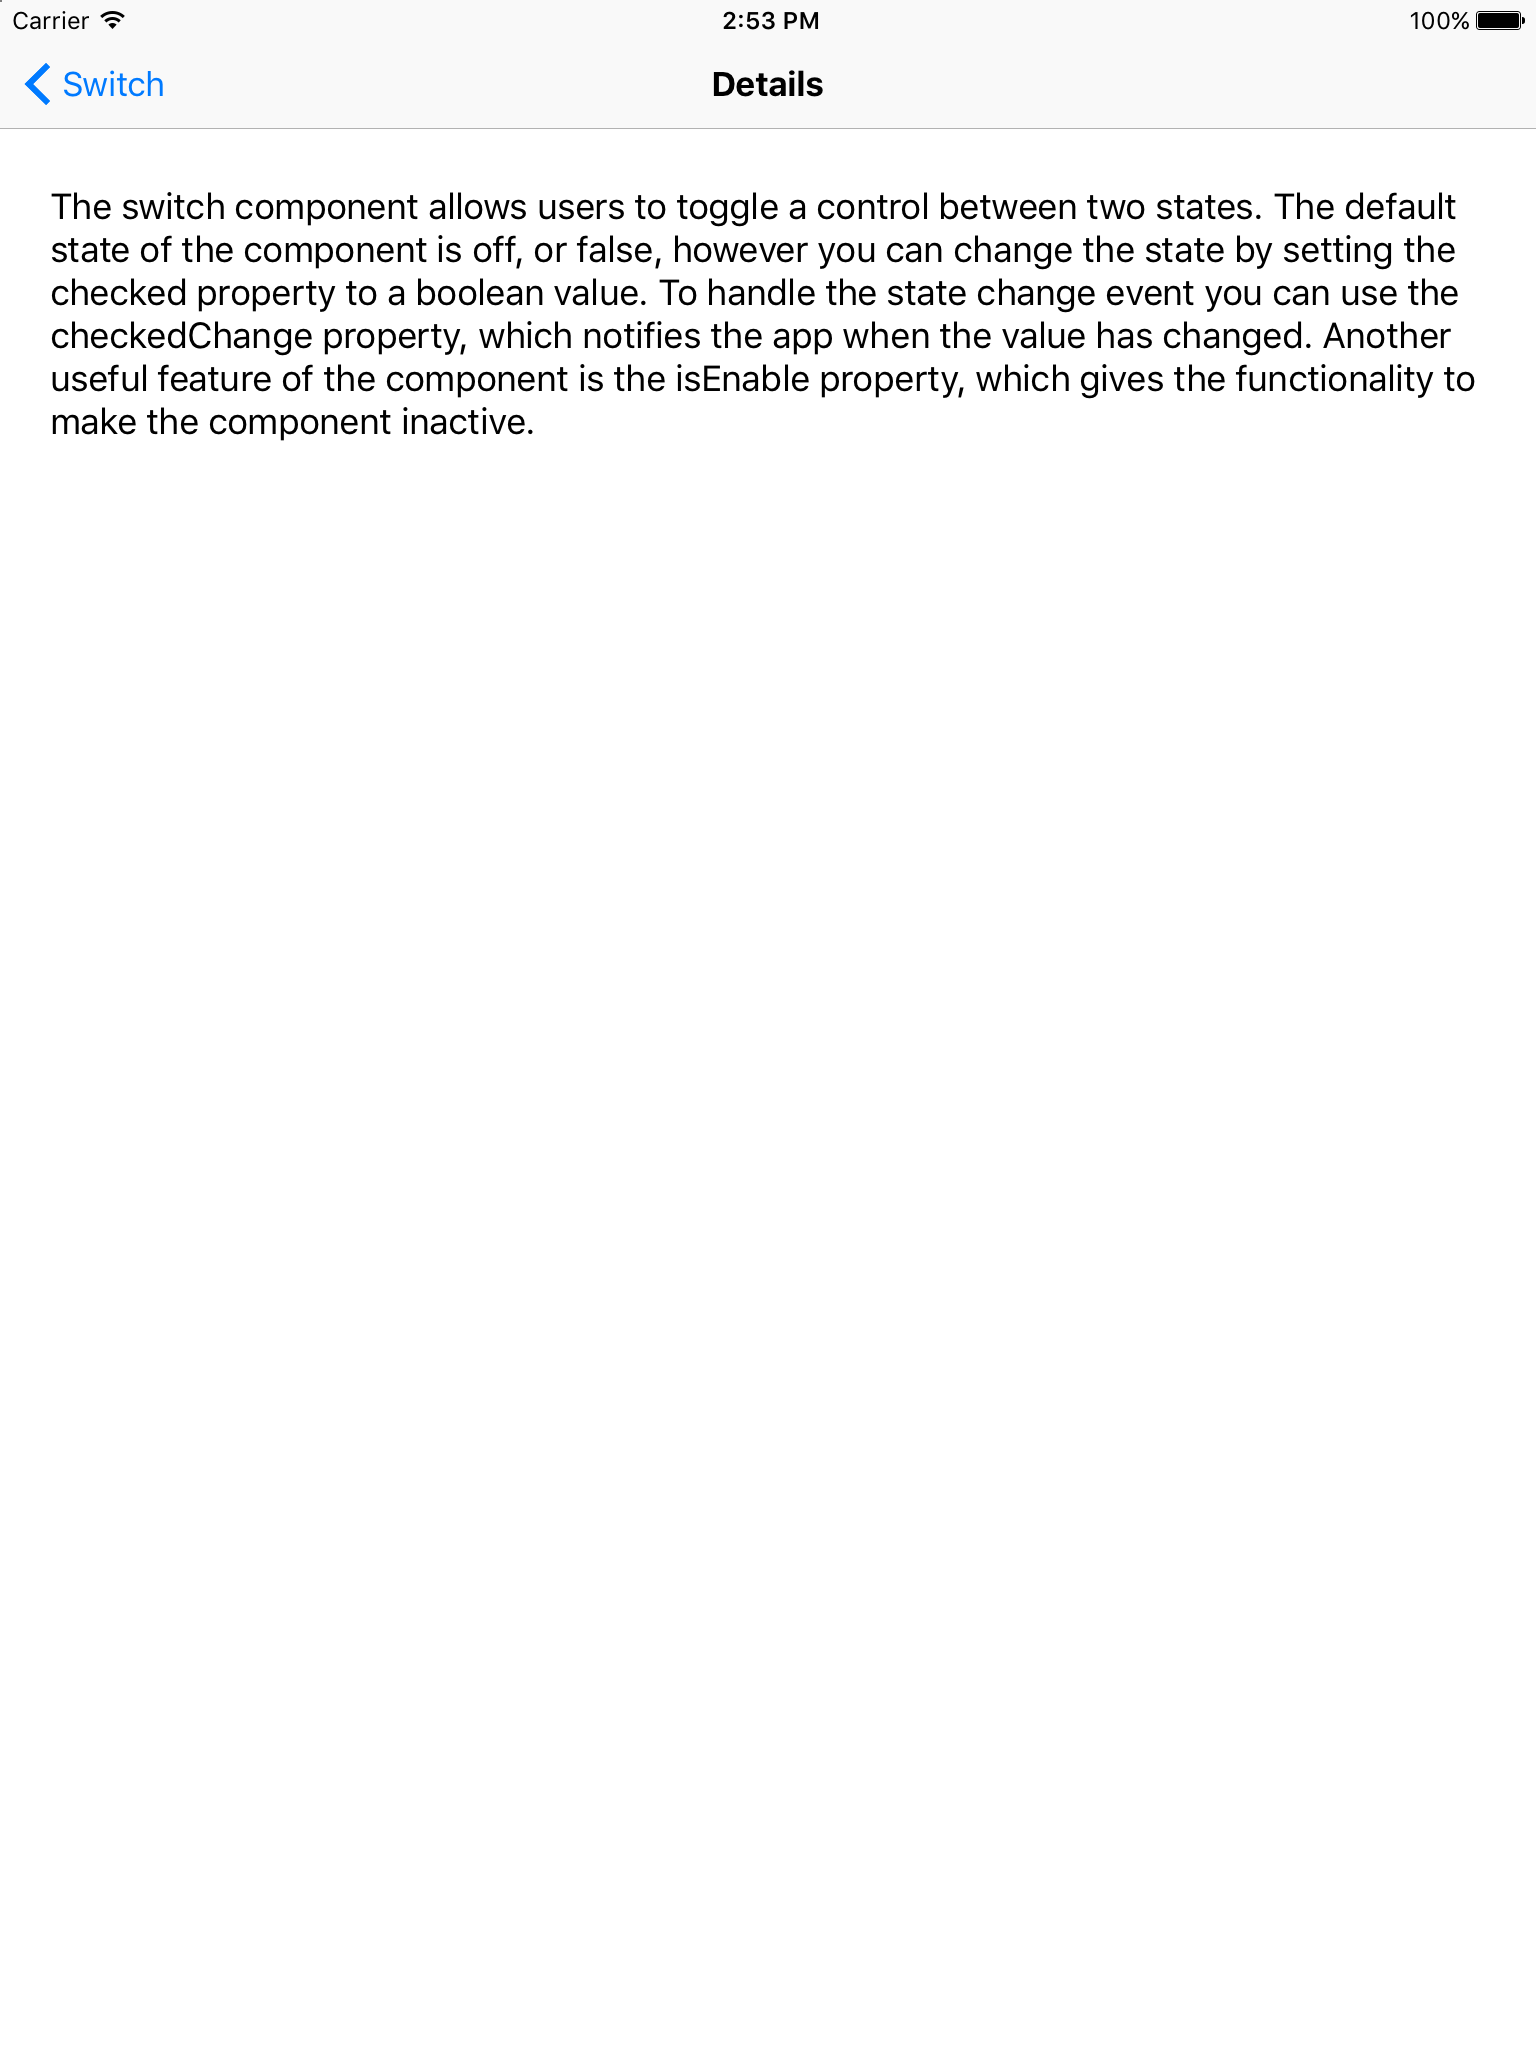 Carrier 2:53 PM 100%
Switch Details
The switch component allows users to toggle a control between two states. The default
state of the component is off, or false, however you can change the state by setting the
checked property to a boolean value. To handle the state change event you can use the
checkedChange property, which notifies the app when the value has changed. Another
useful feature of the component is the isEnable property, which gives the functionality to
make the component inactive.